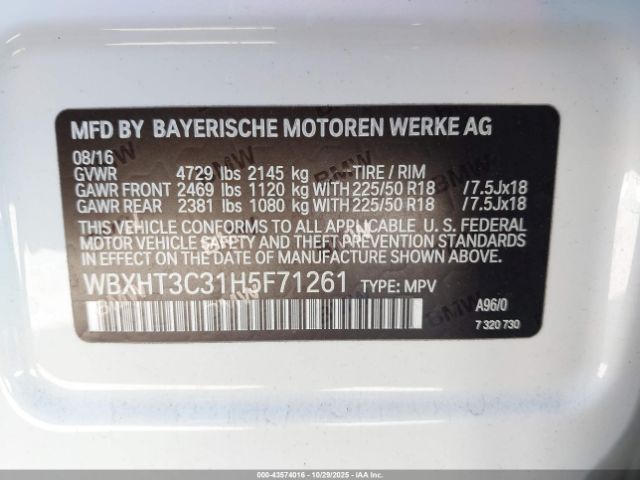 MFD BY BAYERISCHE MOTOREN WERKE AG
08/16
GVWR 4729 lbs 2145 kg TIRE / RIM
GAWR FRONT 2469 lbs 1120 kg WITH 225/50 R18 /7.5Jx18
GAWR REAR 2381 lbs 1080 kg WITH 225/50 R18 /7.5Jx18
THIS VEHICLE CONFORMS TO ALL APPLICABLE U. S. FEDERAL
MOTOR VEHICLE SAFETY AND THEFT PREVENTION STANDARDS
IN EFFECT ON THE DATE OF MANUFACTURE SHOWN ABOVE.
WBXHT3C31H5F71261 TYPE: MPV
A96/0
7 320 730
000-43574016 - 10/29/2025 - IAAI.COM